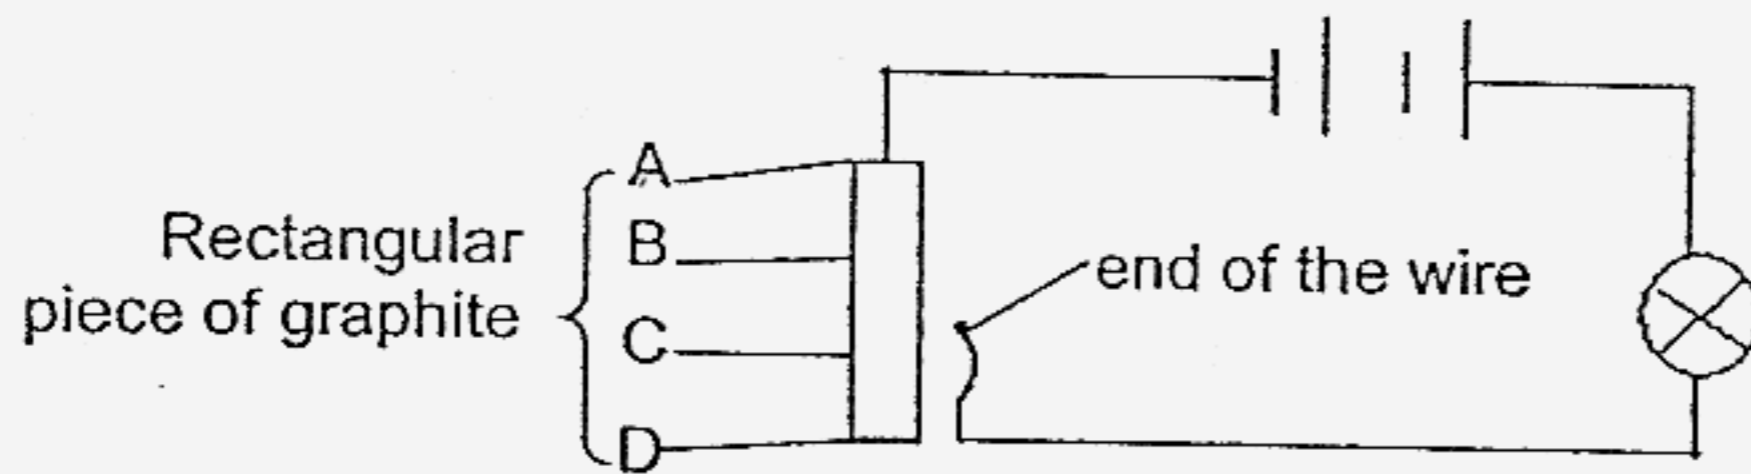 A
B
Rectangular
piece of graphite
end of the wire
C
D